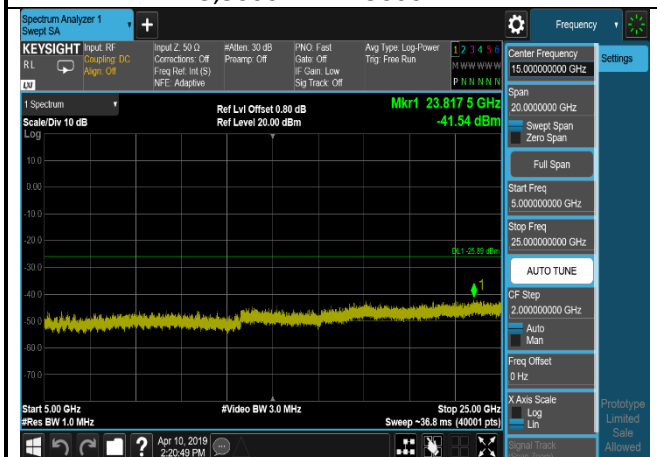 Spectrum Analyzer 1
Swept SA
+
Frequency
KEYSIGHT
RL
LXI
Input: RF
Coupling: DC
Align: Off
Input Z: 50 Ω
Corrections: Off
Freq Ref: Int (S)
NFE: Adaptive
#Atten: 30 dB
Preamp: Off
PNO: Fast
Gate: Off
IF Gain: Low
Sig Track: Off
Avg Type: Log-Power
Trig: Free Run
1 2 3 4 5 6
M W W W W W
P N N N N N
1 Spectrum
Scale/Div 10 dB
Log
Ref Lvl Offset 0.80 dB
Ref Level 20.00 dBm
Mkr1 23.817 5 GHz
-41.54 dBm
10.0
0.00
-10.0
-20.0
-30.0
-40.0
-50.0
-60.0
-70.0
DL1 -25.89 dBm
1
Start 5.00 GHz
#Res BW 1.0 MHz
#Video BW 3.0 MHz
Stop 25.00 GHz
Sweep ~36.8 ms (40001 pts)
Apr 10, 2019
2:20:49 PM
?
Center Frequency
15.000000000 GHz
Settings
Span
20.0000000 GHz
Swept Span
Zero Span
Full Span
Start Freq
5.000000000 GHz
Stop Freq
25.000000000 GHz
AUTO TUNE
CF Step
2.000000000 GHz
Auto
Man
Freq Offset
0 Hz
X Axis Scale
Log
Lin
Signal Track
Prototype
Limited
Sale
Allowed